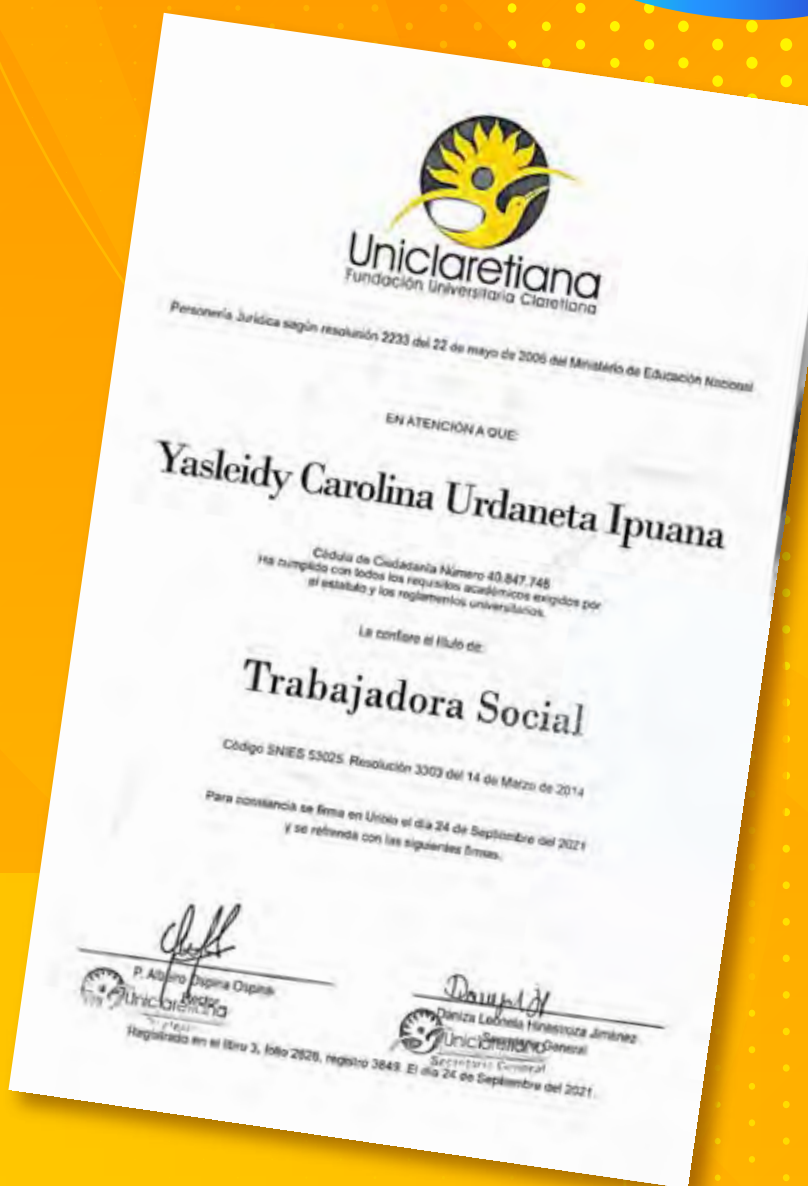 Uniclaretiana
Fundación Universitaria Claretiana
Personería Jurídica según resolución 2233 del 22 de mayo de 2006 del Ministerio de Educación Nacional
EN ATENCIÓN A QUE:
Yasleidy Carolina Urdaneta Ipuana
Cédula de Ciudadanía Número 40.847.746
Ha cumplido con todos los requisitos académicos exigidos por
el estatuto y los reglamentos universitarios.
Le confiere el título de:
Trabajadora Social
Código SNIES 53025. Resolución 3303 del 14 de Marzo de 2014
Para constancia se firma en Uribia el día 24 de Septiembre del 2021
y se refrenda con las siguientes firmas.
P. Albeiro Ospina Ospina
Rector
Uniclaretiana
Daniza Leonela Hinestroza Jiménez
Secretaria General
Uniclaretiana
Secretaria General
Registrado en el libro 3, folio 2828, registro 3849. El día 24 de Septiembre del 2021.